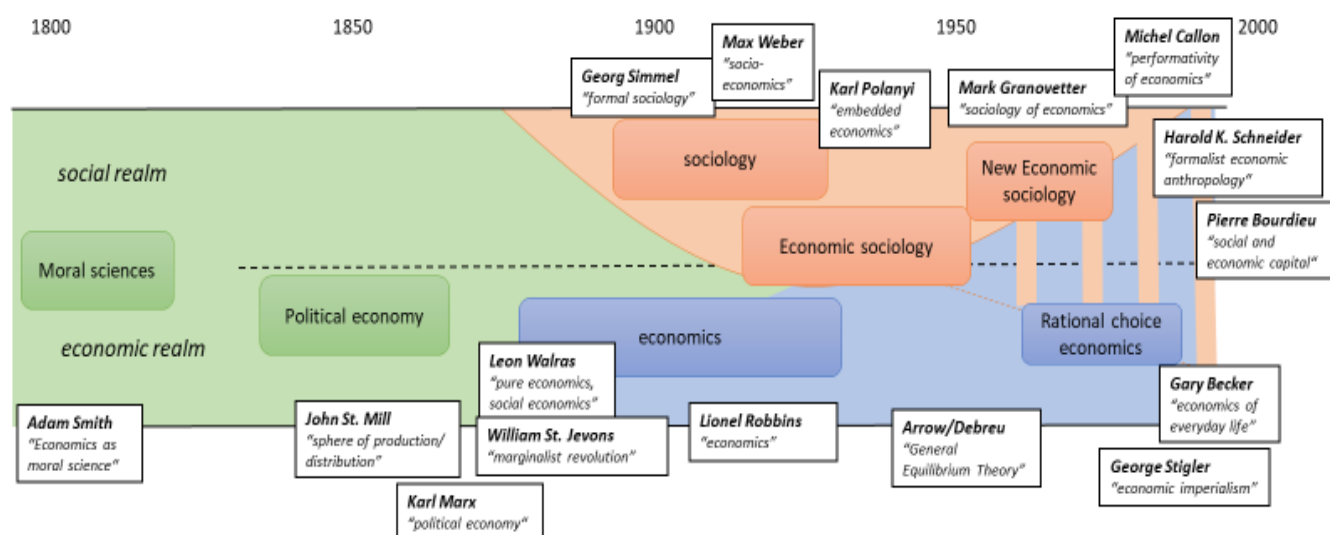 1800
1850
1900
1950
2000
Georg Simmel
"formal sociology"
Max Weber
"socio-
economics"
Karl Polanyi
"embedded
economics"
Mark Granovetter
"sociology of economics"
Michel Callon
"performativity
of economics"
Harold K. Schneider
"formalist economic
anthropology"
Pierre Bourdieu
"social and
economic capital"
social realm
sociology
New Economic
sociology
Economic sociology
Moral sciences
Political economy
economic realm
economics
Rational choice
economics
Adam Smith
"Economics as
moral science"
John St. Mill
"sphere of production/
distribution"
Karl Marx
"political economy"
Leon Walras
"pure economics,
social economics"
William St. Jevons
"marginalist revolution"
Lionel Robbins
"economics"
Arrow/Debreu
"General
Equilibrium Theory"
Gary Becker
"economics of
everyday life"
George Stigler
"economic imperialism"